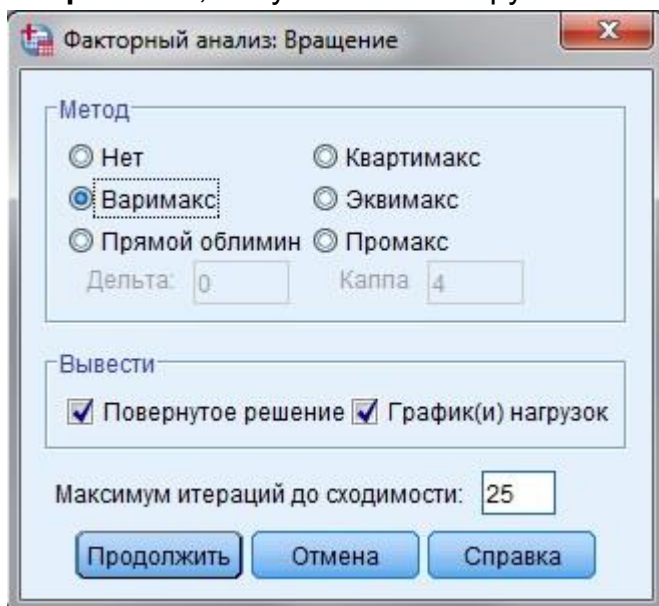 Факторный анализ: Вращение
Метод
Нет
Квартимакс
Варимакс
Эквимакс
Прямой облимин
Промакс
Дельта: 0
Каппа 4
Вывести
Повернутое решение
График(и) нагрузок
Максимум итераций до сходимости: 25
Продолжить
Отмена
Справка